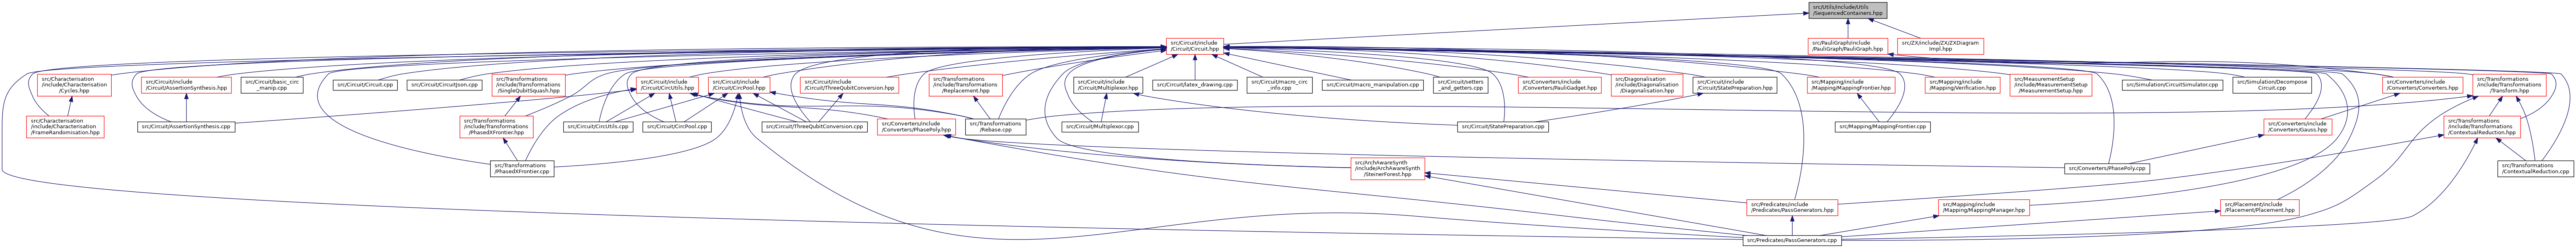 src/Utils/include/Utils
/SequencedContainers.hpp
src/Circuit/include
/Circuit/Circuit.hpp
src/PauliGraph/include
/PauliGraph/PauliGraph.hpp
src/ZX/include/ZX/ZXDiagram
Impl.hpp
src/Characterisation
/include/Characterisation
/Cycles.hpp
src/Circuit/include
/Circuit/AssertionSynthesis.hpp
src/Circuit/basic_circ
_manip.cpp
src/Circuit/Circuit.cpp
src/Circuit/CircuitJson.cpp
src/Transformations
/include/Transformations
/SingleQubitSquash.hpp
src/Circuit/include
/Circuit/CircUtils.hpp
src/Circuit/include
/Circuit/CircPool.hpp
src/Circuit/include
/Circuit/ThreeQubitConversion.hpp
src/Transformations
/include/Transformations
/Replacement.hpp
src/Circuit/include
/Circuit/Multiplexor.hpp
src/Circuit/latex_drawing.cpp
src/Circuit/macro_circ
_info.cpp
src/Circuit/macro_manipulation.cpp
src/Circuit/setters
_and_getters.cpp
src/Converters/include
/Converters/PauliGadget.hpp
src/Diagonalisation
/include/Diagonalisation
/Diagonalisation.hpp
src/Circuit/include
/Circuit/StatePreparation.hpp
src/Mapping/include
/Mapping/MappingFrontier.hpp
src/Mapping/include
/Mapping/Verification.hpp
src/MeasurementSetup
/include/MeasurementSetup
/MeasurementSetup.hpp
src/Simulation/CircuitSimulator.cpp
src/Simulation/Decompose
Circuit.cpp
src/Converters/include
/Converters/Converters.hpp
src/Transformations
/include/Transformations
/Transform.hpp
src/Characterisation
/include/Characterisation
/FrameRandomisation.hpp
src/Circuit/AssertionSynthesis.cpp
src/Transformations
/include/Transformations
/PhasedXFrontier.hpp
src/Circuit/CircUtils.cpp
src/Circuit/CircPool.cpp
src/Circuit/ThreeQubitConversion.cpp
src/Converters/include
/Converters/PhasePoly.hpp
src/Transformations
/Rebase.cpp
src/Circuit/Multiplexor.cpp
src/Circuit/StatePreparation.cpp
src/Mapping/MappingFrontier.cpp
src/Converters/include
/Converters/Gauss.hpp
src/Transformations
/include/Transformations
/ContextualReduction.hpp
src/Transformations
/PhasedXFrontier.cpp
src/ArchAwareSynth
/include/ArchAwareSynth
/SteinerForest.hpp
src/Converters/PhasePoly.cpp
src/Transformations
/ContextualReduction.cpp
src/Predicates/include
/Predicates/PassGenerators.hpp
src/Mapping/include
/Mapping/MappingManager.hpp
src/Placement/include
/Placement/Placement.hpp
src/Predicates/PassGenerators.cpp